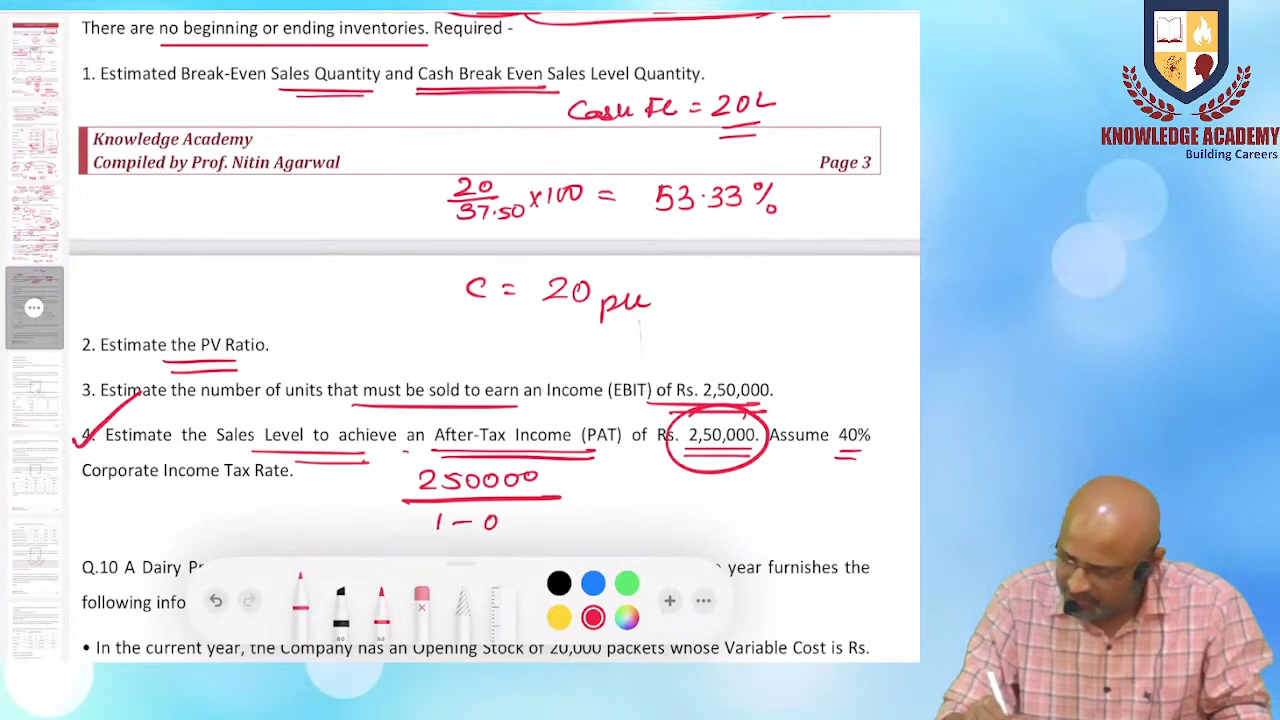 There are no beginning or ending inventories. Required -
1. Estimated Break-Even Sales Quantity and Cash Break Even Sales Level Quantity.
Cash FC = 20L
Knowledge Academy
Compiled by Prof. Nitin Agarwal
Page 3
20/37.50 × 100 = 53.33 %
C = 20 pu
2. Estimate the PV Ratio.
3. Estimate the number of units that must be sold to earn an income (EBIT) of Rs. 2,50,000.
4. Estimate the Sales Level to achieve an After-Tax Income (PAT) of Rs. 2,50,000. Assume 40%
Corporate Income Tax Rate.
250000
1 - 0
Q.10 A Dairy
year furnishes the
following info
80
64
• In the current year, the Company had an Opening Stock of 20,000 packets whose Variable Cost is Rs.
KNOWLEDGE ACADEMY
Building Careers